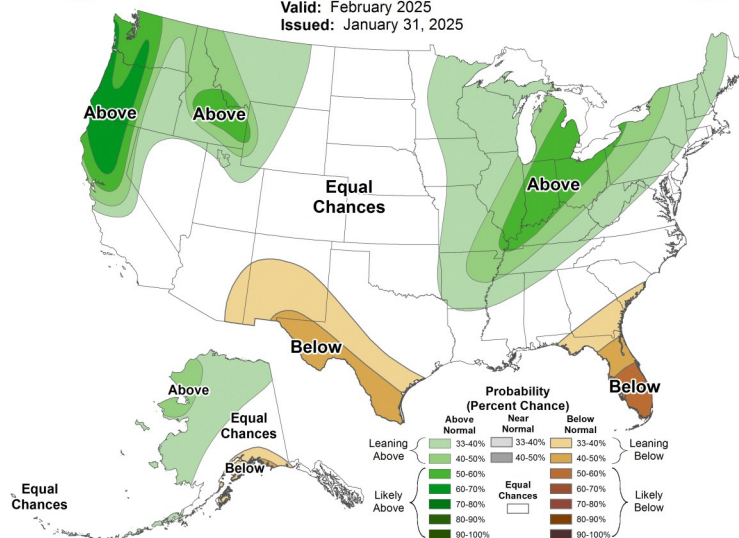 Valid: February 2025
Issued: January 31, 2025
Above
Above
Above
Equal
Chances
Below
Below
Above
Equal
Chances
Below
Equal
Chances
Probability
(Percent Chance)
Above
Normal
Near
Normal
Below
Normal
Leaning
Above
33-40%
40-50%
50-60%
60-70%
70-80%
80-90%
90-100%
Likely
Above
33-40%
40-50%
Equal
Chances
33-40%
40-50%
50-60%
60-70%
70-80%
80-90%
90-100%
Leaning
Below
Likely
Below